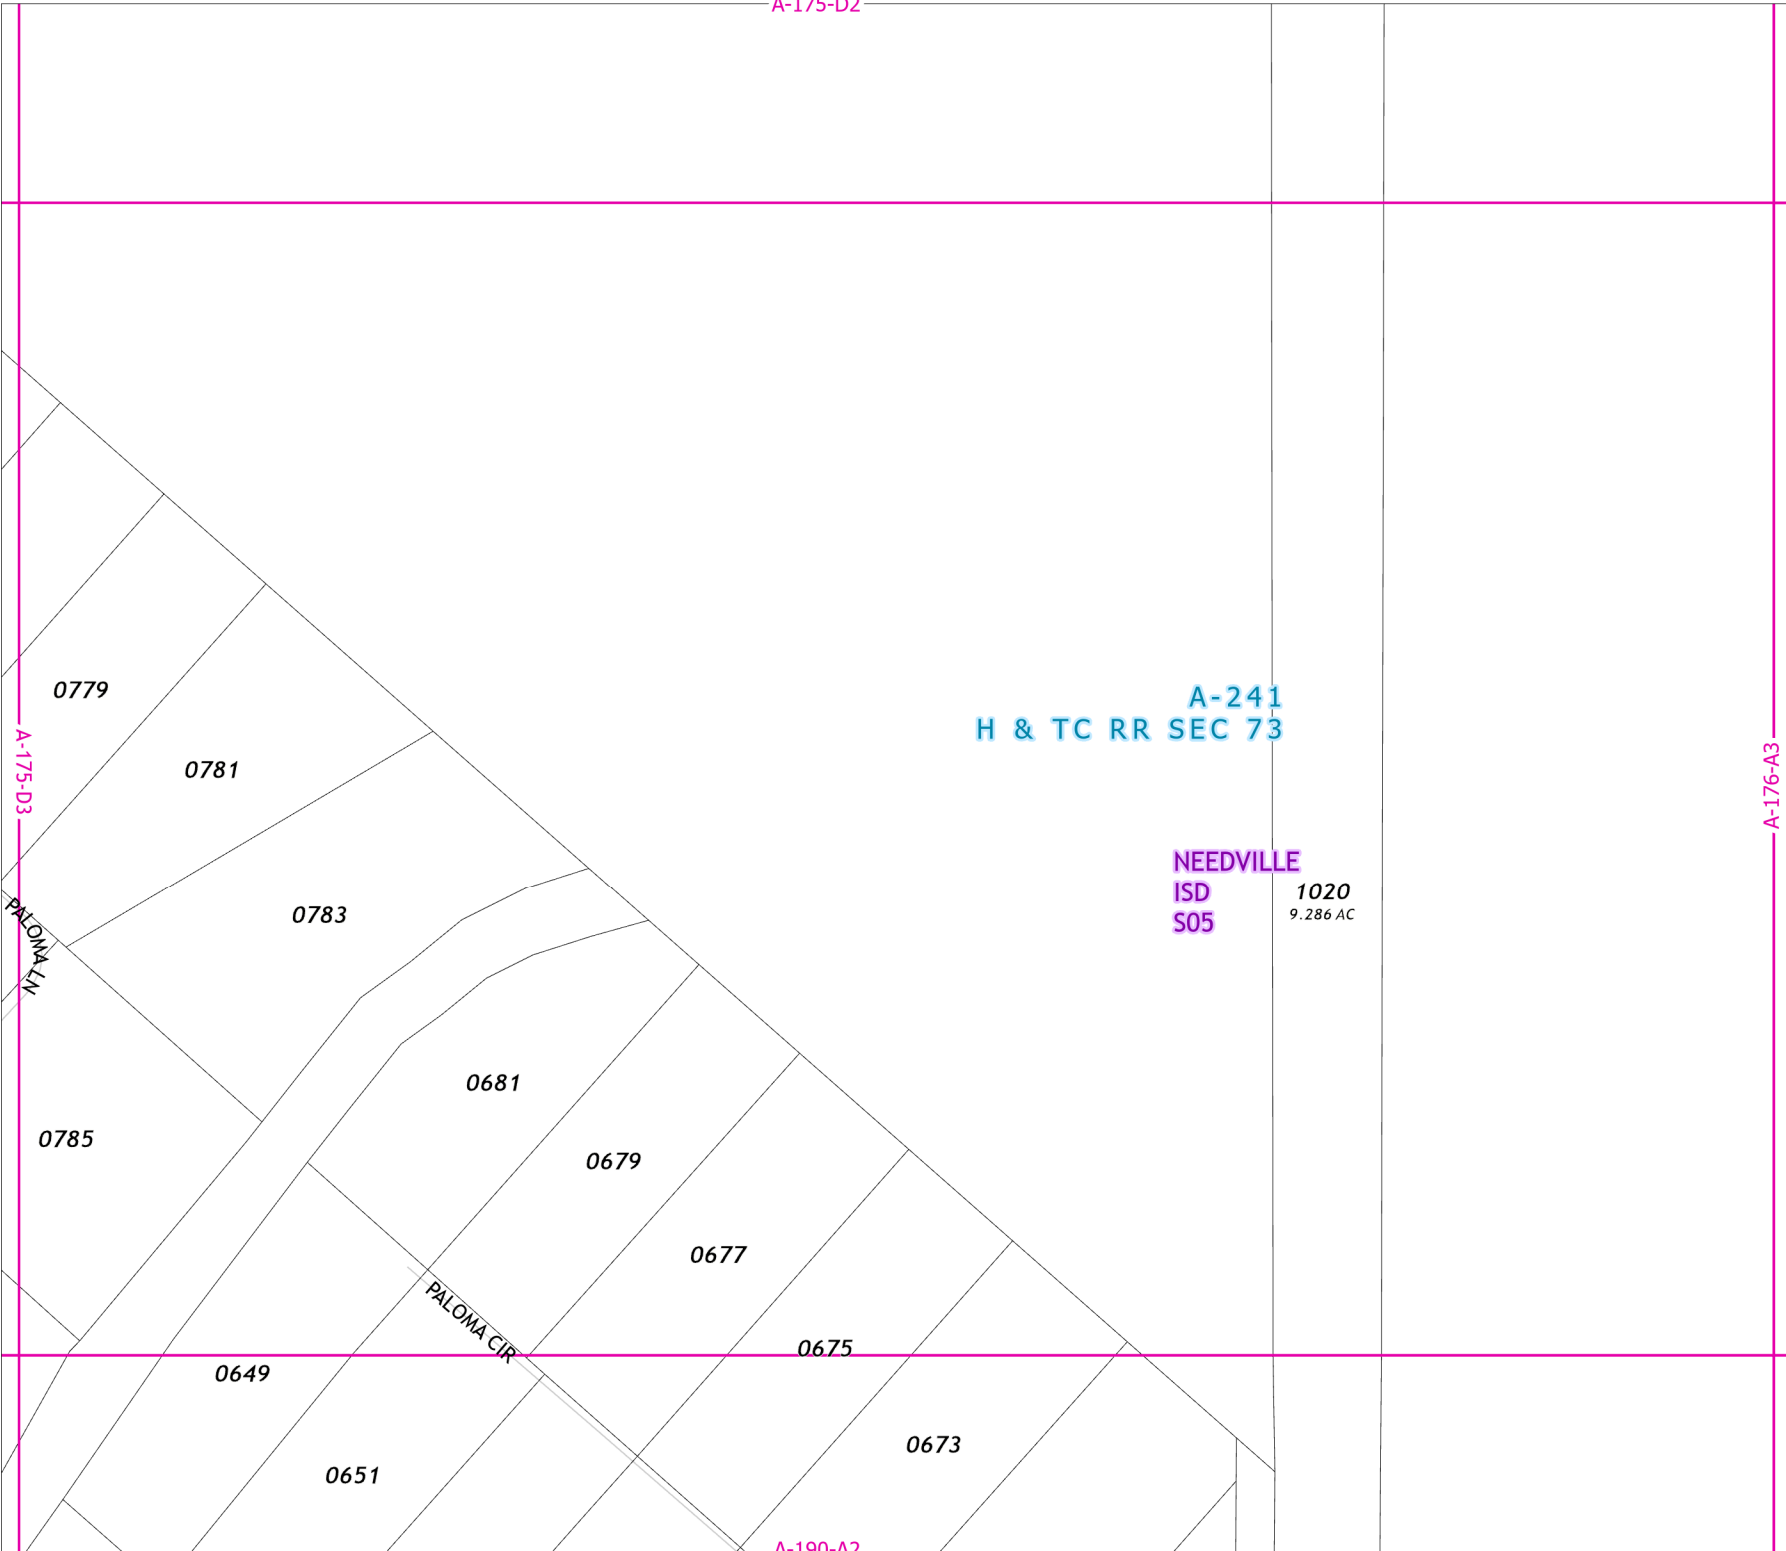 A-175-D2
A-241
H & TC RR SEC 73
0779
A-175-D3
0781
A-176-A3
NEEDVILLE
ISD
S05
1020
9.286 AC
0783
PALOMA LN
0681
0785
0679
0677
PALOMA CIR
0675
0649
0673
0651
A-190-A2